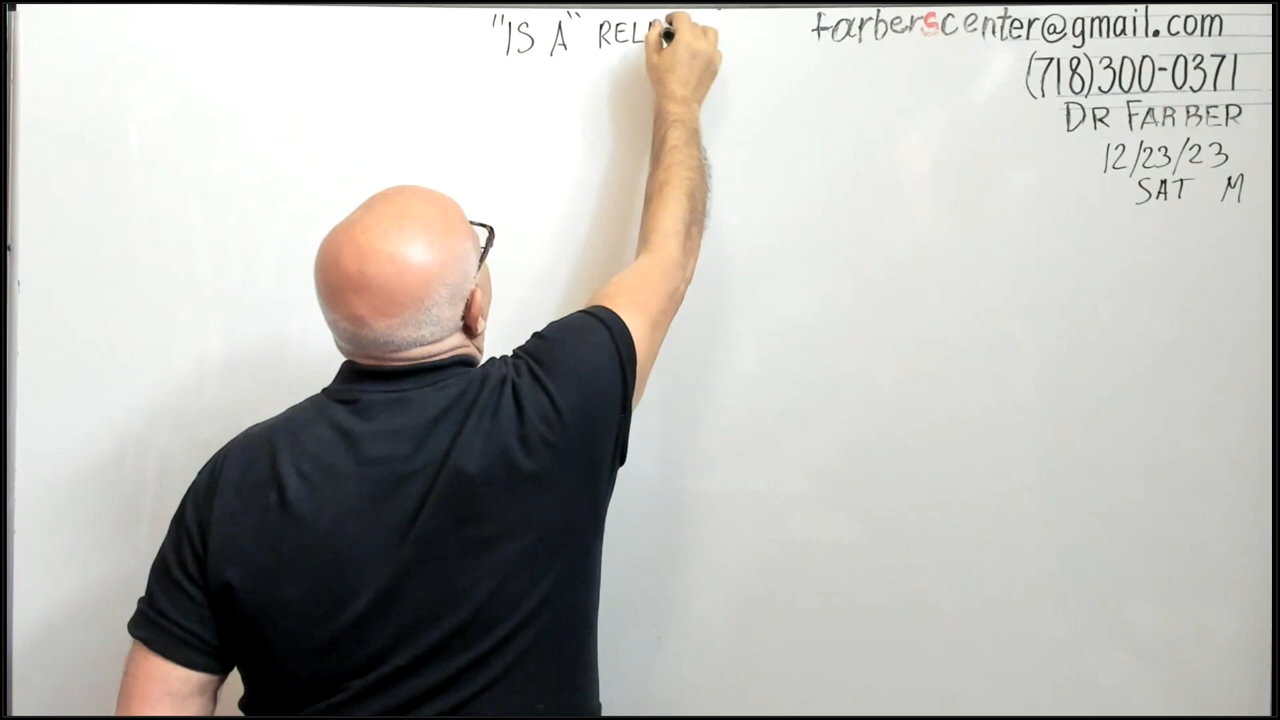 "IS A" REL
farberscenter@gmail.com
(718)300-0371
DR FARBER
12/23/23
SAT M